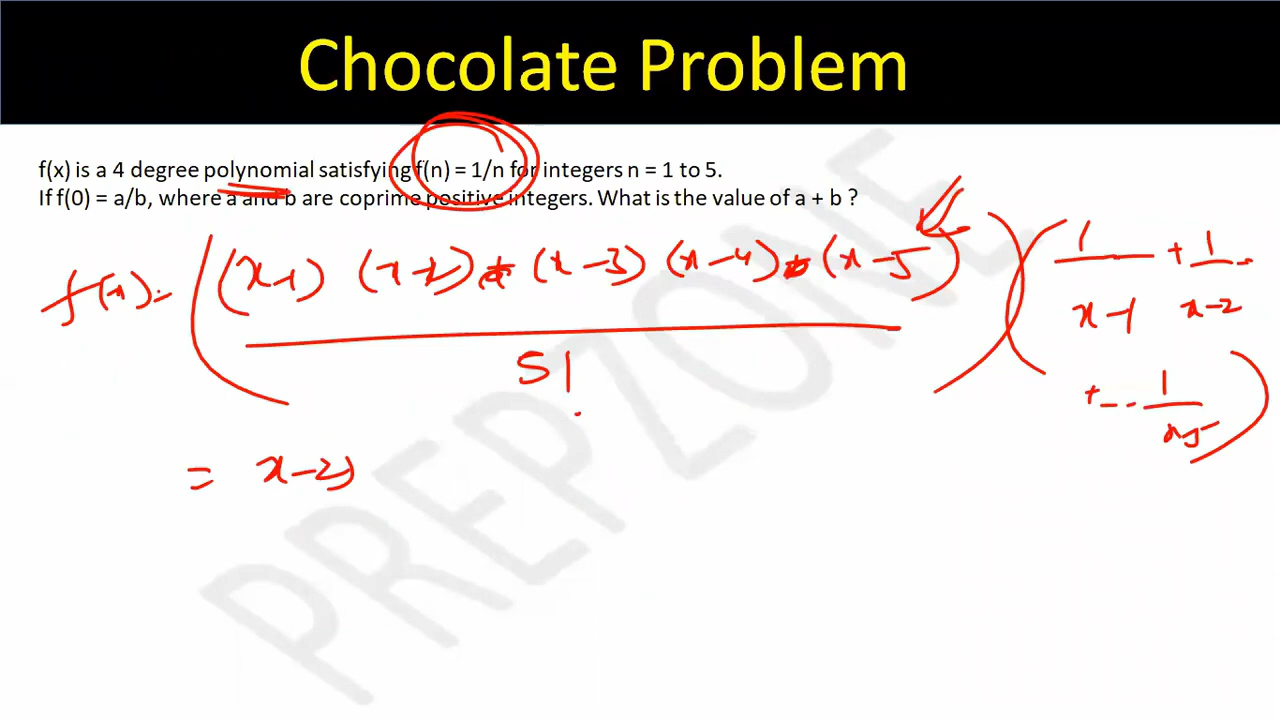 Chocolate Problem
f(x) is a 4 degree polynomial satisfying f(n) = 1/n for integers n = 1 to 5.
If f(0) = a/b, where a and b are coprime positive integers. What is the value of a + b ?
f(x) = ( (x-1) (x-2) * (x-3) (x-4) * (x-5) ) ( 1 + 1 --
5! x-1 x-2
+ -- - 1 )
x-5
= x-2)
PREPZONE